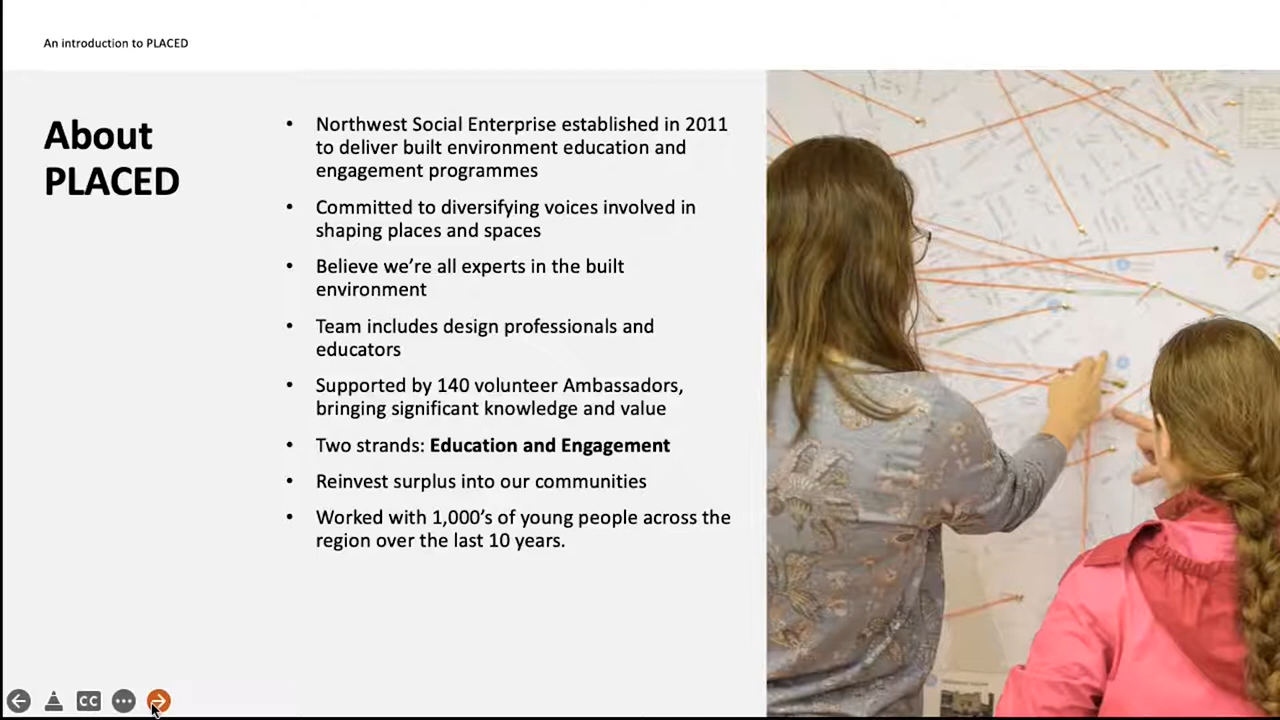 An introduction to PLACED
About
PLACED
• Northwest Social Enterprise established in 2011
to deliver built environment education and
engagement programmes
• Committed to diversifying voices involved in
shaping places and spaces
• Believe we’re all experts in the built
environment
• Team includes design professionals and
educators
• Supported by 140 volunteer Ambassadors,
bringing significant knowledge and value
• Two strands: Education and Engagement
• Reinvest surplus into our communities
• Worked with 1,000’s of young people across the
region over the last 10 years.
CC